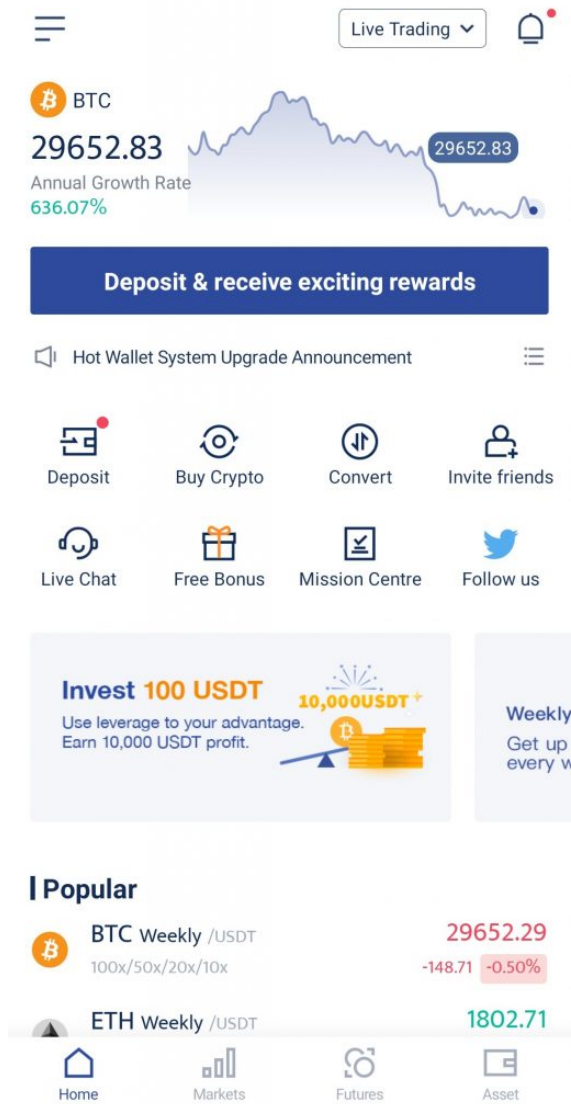 Live Trading
BTC
29652.83
29652.83
Annual Growth Rate
636.07%
Deposit & receive exciting rewards
Hot Wallet System Upgrade Announcement
Deposit Buy Crypto Convert Invite friends
Live Chat Free Bonus Mission Centre Follow us
Invest 100 USDT
10,000USDT
Use leverage to your advantage.
Earn 10,000 USDT profit.
Weekly
Get up
every w
Popular
BTC Weekly /USDT 29652.29
100x/50x/20x/10x -148.71 -0.50%
ETH Weekly /USDT 1802.71
Home Markets Futures Asset